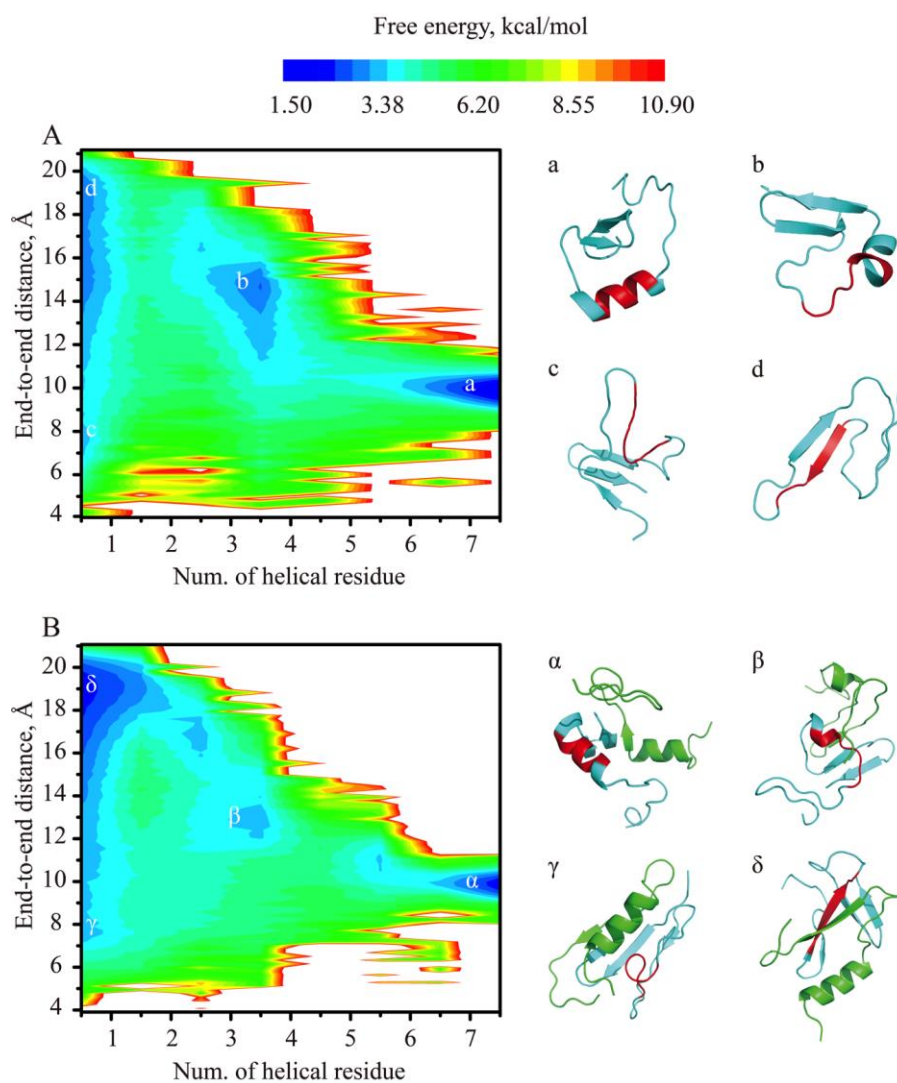 Free energy, kcal/mol
1.50 3.38 6.20 8.55 10.90
A
End-to-end distance, Å
20
18
16
14
12
10
8
6
4
d
b
a
c
1 2 3 4 5 6 7
Num. of helical residue
a b
c d
B
End-to-end distance, Å
20
18
16
14
12
10
8
6
4
δ
β
α
γ
1 2 3 4 5 6 7
Num. of helical residue
α β
γ δ